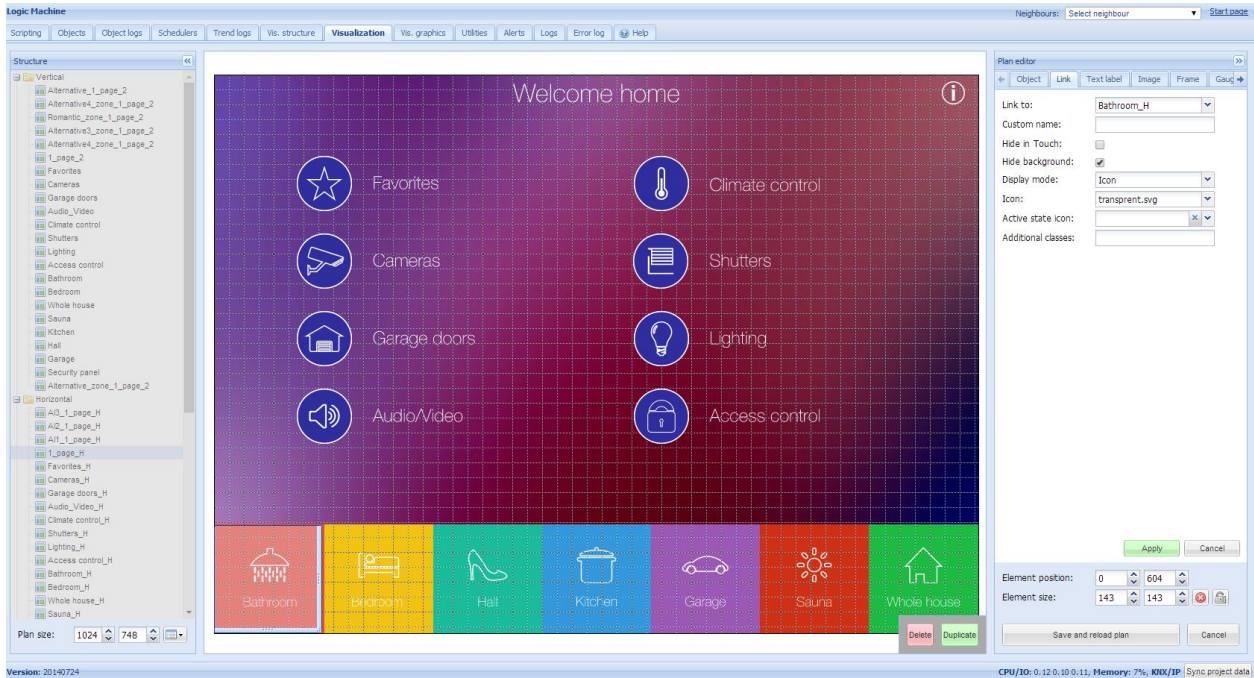 Logic Machine
Neighbours: Select neighbour Start page
Scripting Objects Object logs Schedulers Trend logs Vis. structure Visualization Vis. graphics Utilities Alerts Logs Error log Help
Structure
Vertical
Alternative_1_page_2
Alternative4_zone_1_page_2
Romantic_zone_1_page_2
Alternative3_zone_1_page_2
Alternative4_zone_1_page_2
1_page_2
Favorites
Cameras
Garage doors
Audio_Video
Climate control
Shutters
Lighting
Access control
Bathroom
Bedroom
Whole house
Sauna
Kitchen
Hall
Garage
Security panel
Alternative_zone_1_page_2
Horizontal
Al3_1_page_H
Al2_1_page_H
Al1_1_page_H
1_page_H
Favorites_H
Cameras_H
Garage doors_H
Audio_Video_H
Climate control_H
Shutters_H
Lighting_H
Access control_H
Bathroom_H
Bedroom_H
Whole house_H
Sauna_H
Plan size: 1024 748
Welcome home
Favorites Climate control
Cameras Shutters
Garage doors Lighting
Audio/Video Access control
Bathroom Bedroom Hall Kitchen Garage Sauna Whole house
Delete Duplicate
Plan editor
Object Link Text label Image Frame Gaug
Link to: Bathroom_H
Custom name:
Hide in Touch:
Hide background:
Display mode: Icon
Icon: transprent.svg
Active state icon:
Additional classes:
Apply Cancel
Element position: 0 604
Element size: 143 143
Save and reload plan Cancel
Version: 20140724
CPU/IO: 0.12 0.10 0.11, Memory: 7%, KNX/IP Sync project data